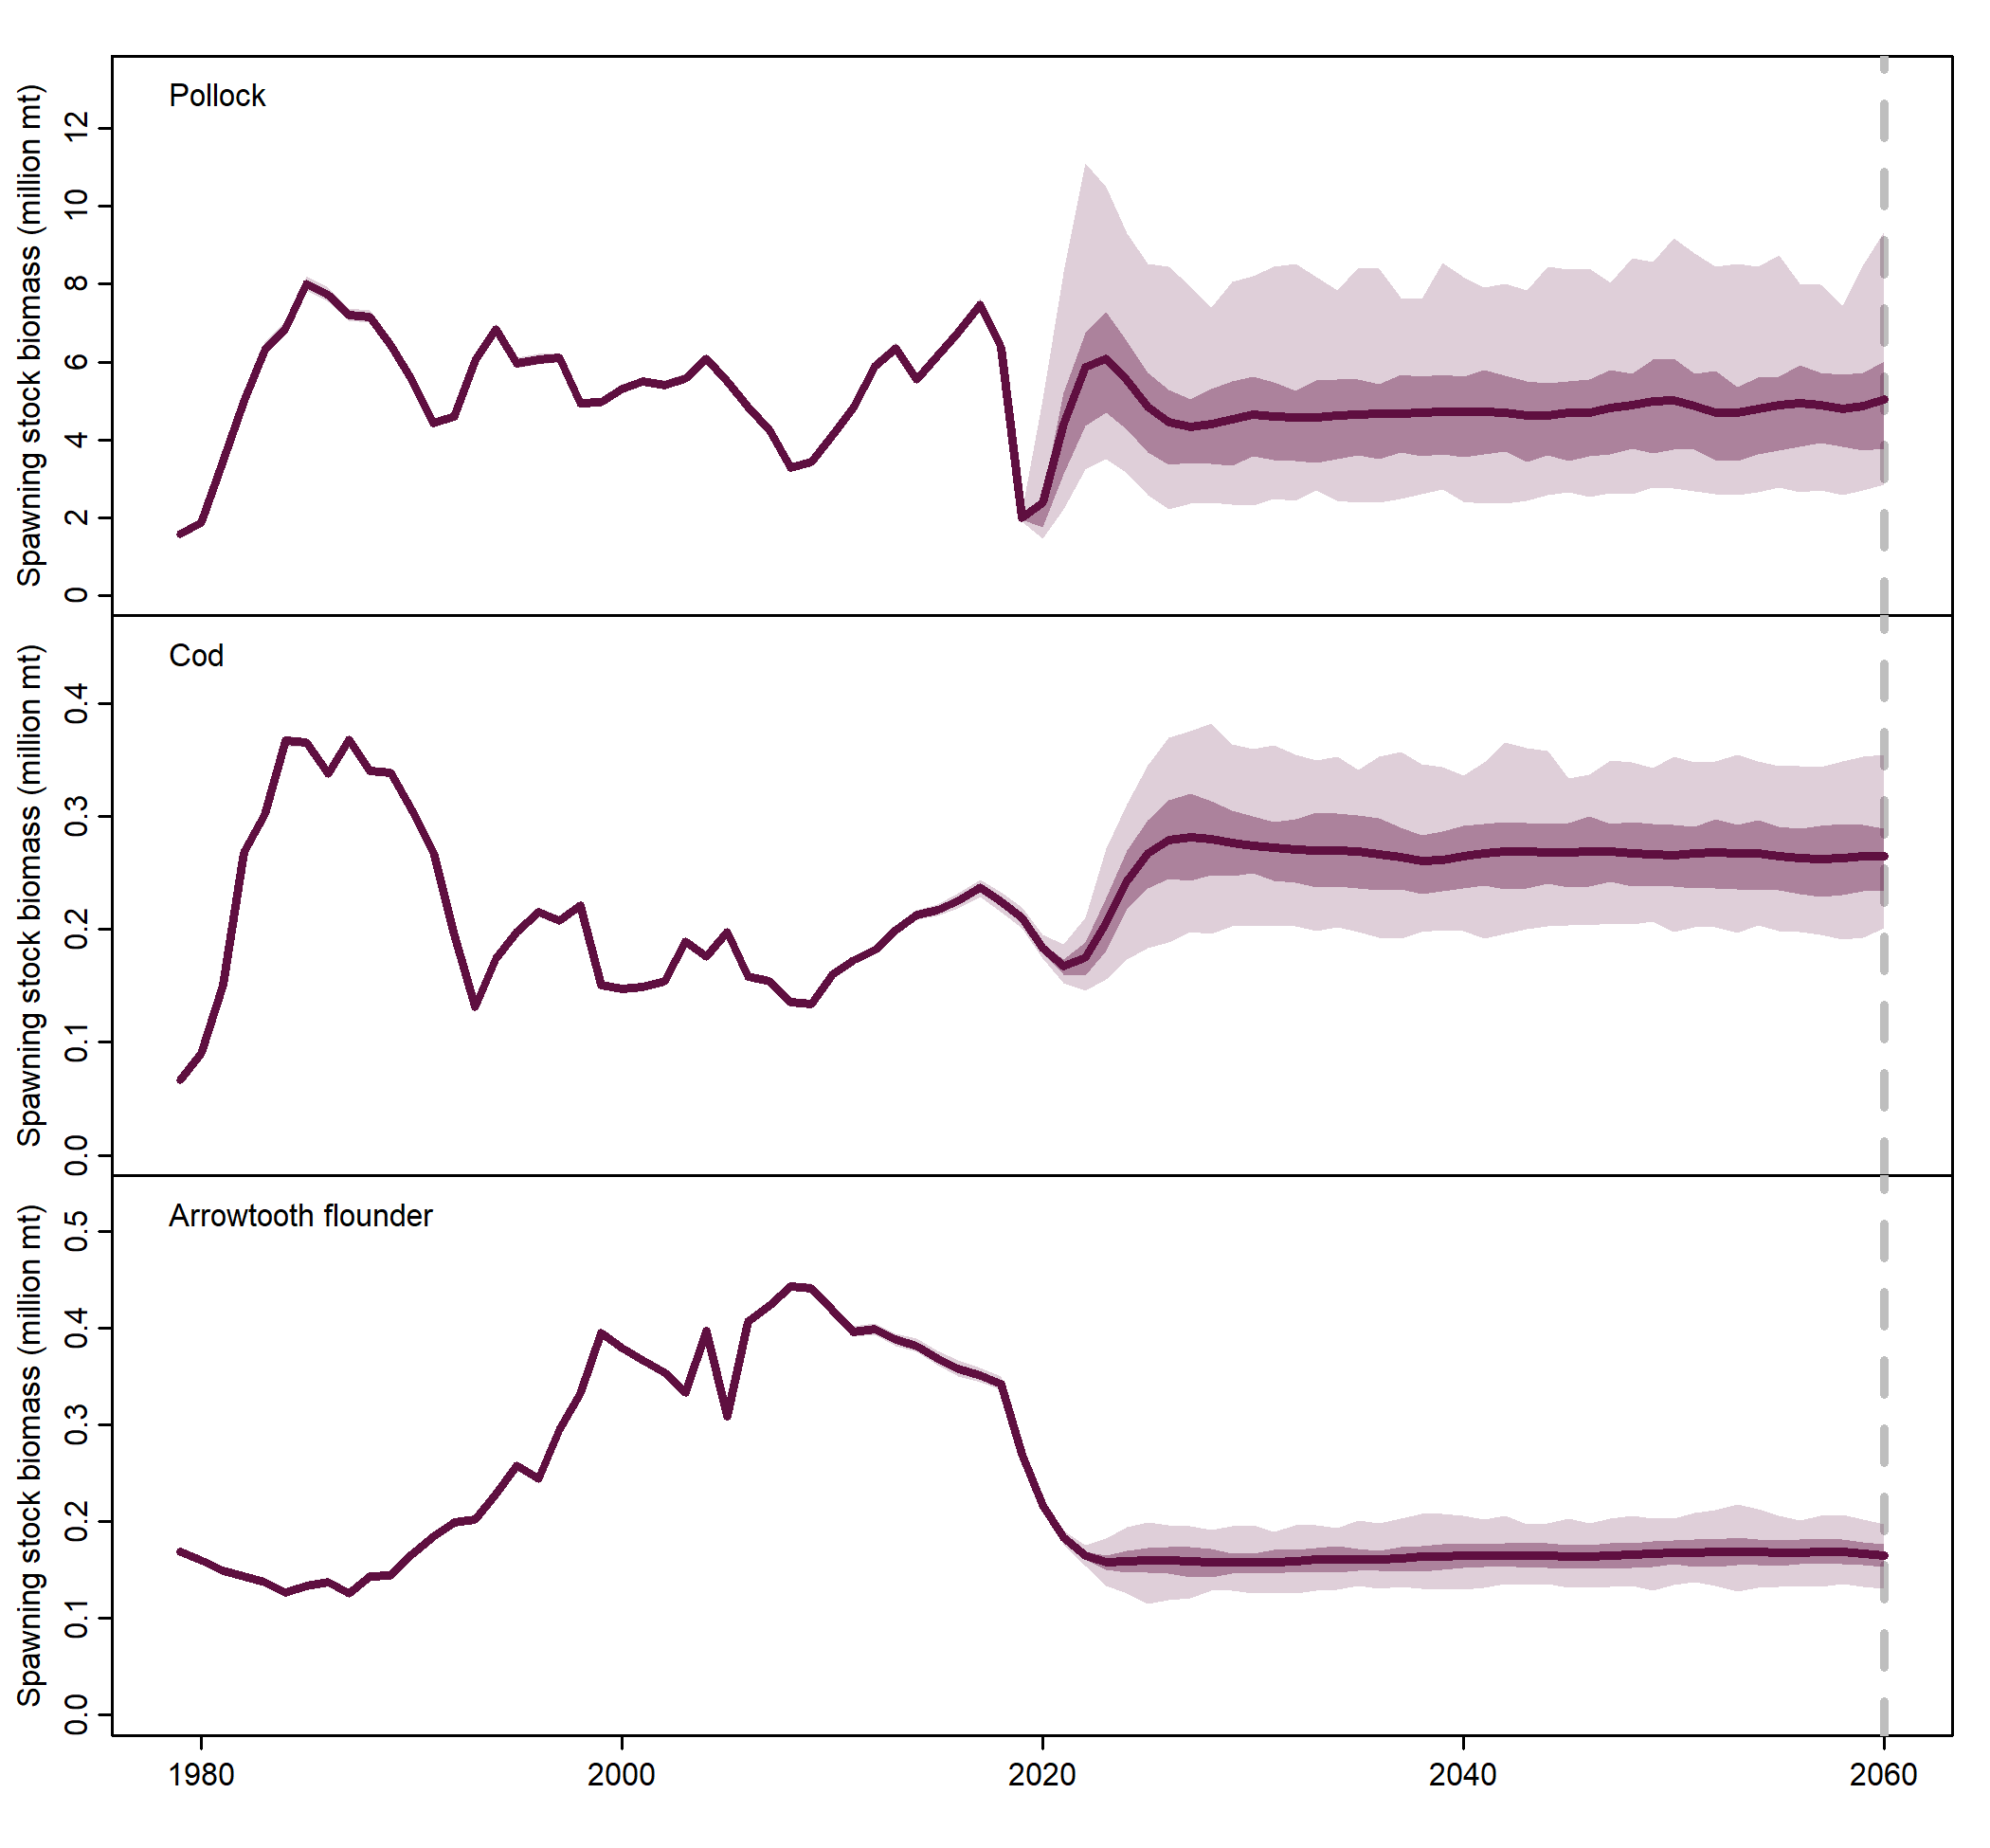 Pollock
Spawning stock biomass (million mt)
12
10
8
6
4
2
0
Cod
Spawning stock biomass (million mt)
0.4
0.3
0.2
0.1
0.0
Arrowtooth flounder
Spawning stock biomass (million mt)
0.5
0.4
0.3
0.2
0.1
0.0
1980 2000 2020 2040 2060